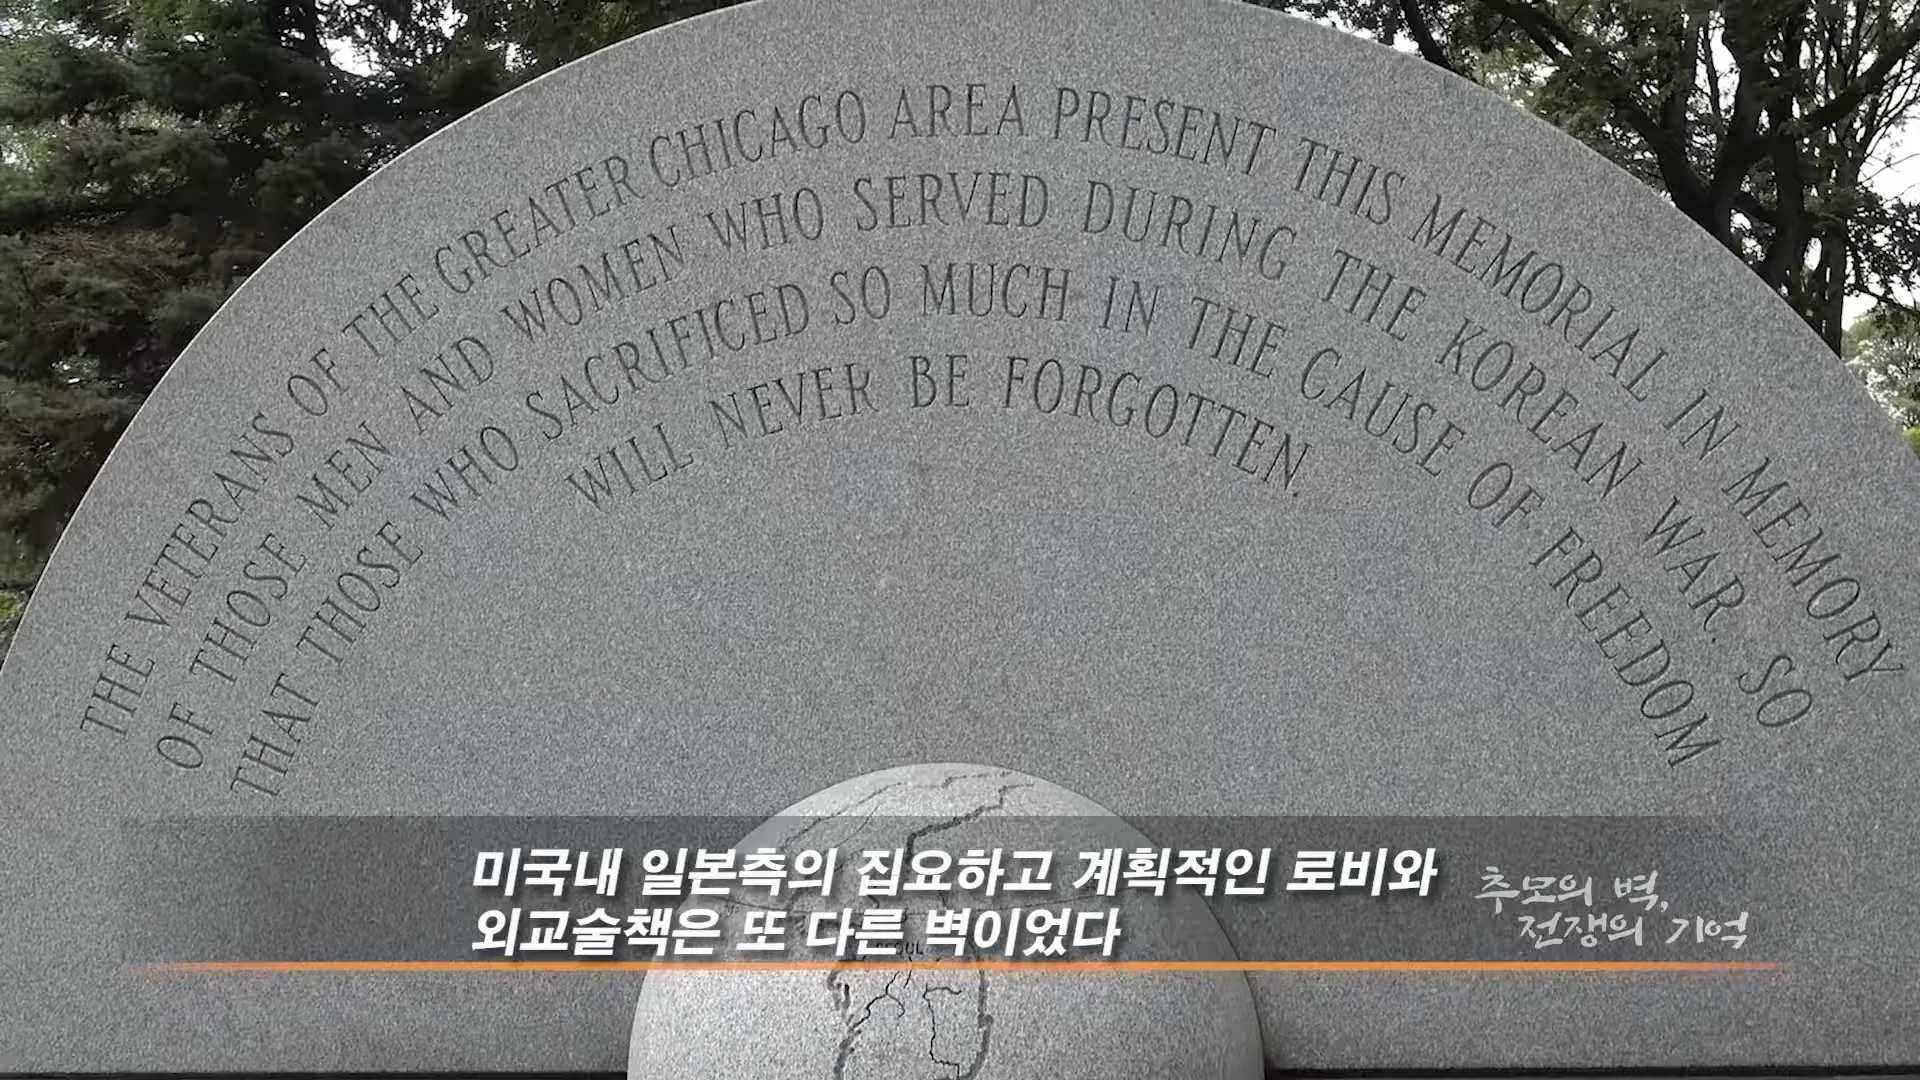 THE VETERANS OF THE GREATER CHICAGO AREA PRESENT THIS MEMORIAL IN MEMORY
OF THOSE MEN AND WOMEN WHO SERVED DURING THE KOREAN WAR. SO
THAT THOSE WHO SACRIFICED SO MUCH IN THE CAUSE OF FREEDOM
WILL NEVER BE FORGOTTEN.
미국내 일본측의 집요하고 계획적인 로비와
외교술책은 또 다른 벽이었다
추모의 벽,
전쟁의 기억
SEOUL